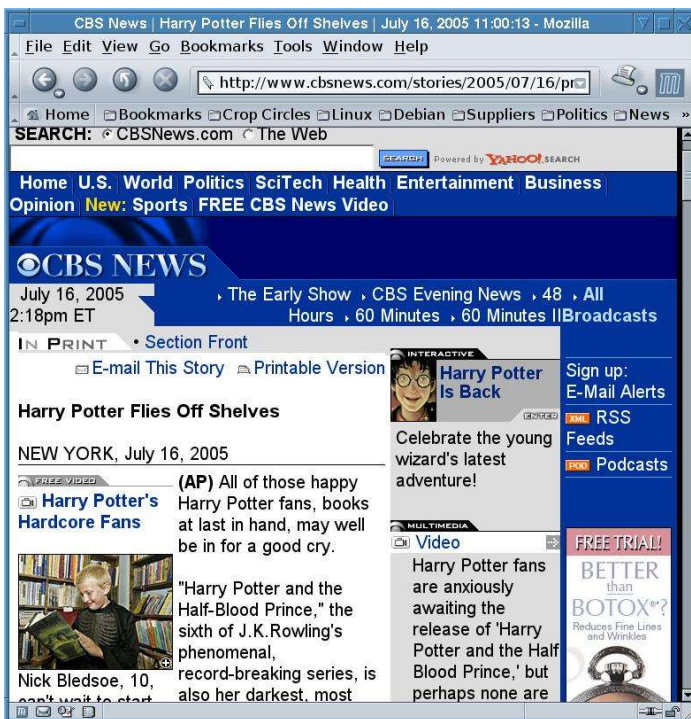 CBS News | Harry Potter Flies Off Shelves | July 16, 2005 11:00:13 - Mozilla
File Edit View Go Bookmarks Tools Window Help
http://www.cbsnews.com/stories/2005/07/16/pr
Home Bookmarks Crop Circles Linux Debian Suppliers Politics News »
SEARCH: CBSNews.com The Web
SEARCH Powered by YAHOO! SEARCH
Home U.S. World Politics SciTech Health Entertainment Business
Opinion New: Sports FREE CBS News Video
CBS NEWS
July 16, 2005
2:18pm ET
The Early Show CBS Evening News 48
Hours 60 Minutes 60 Minutes II
All
Broadcasts
IN PRINT • Section Front
E-mail This Story Printable Version
Harry Potter Flies Off Shelves
NEW YORK, July 16, 2005
FREE VIDEO
Harry Potter's
Hardcore Fans
Nick Bledsoe, 10,
can't wait to start
(AP) All of those happy
Harry Potter fans, books
at last in hand, may well
be in for a good cry.
"Harry Potter and the
Half-Blood Prince," the
sixth of J.K.Rowling's
phenomenal,
record-breaking series, is
also her darkest, most
INTERACTIVE
Harry Potter
Is Back
ENTER
Celebrate the young
wizard's latest
adventure!
MULTIMEDIA
Video
Harry Potter fans
are anxiously
awaiting the
release of 'Harry
Potter and the Half
Blood Prince,' but
perhaps none are
Sign up:
E-Mail Alerts
XML RSS
Feeds
POD Podcasts
FREE TRIAL!
BETTER
than
BOTOX®*?
Reduces Fine Lines
and Wrinkles